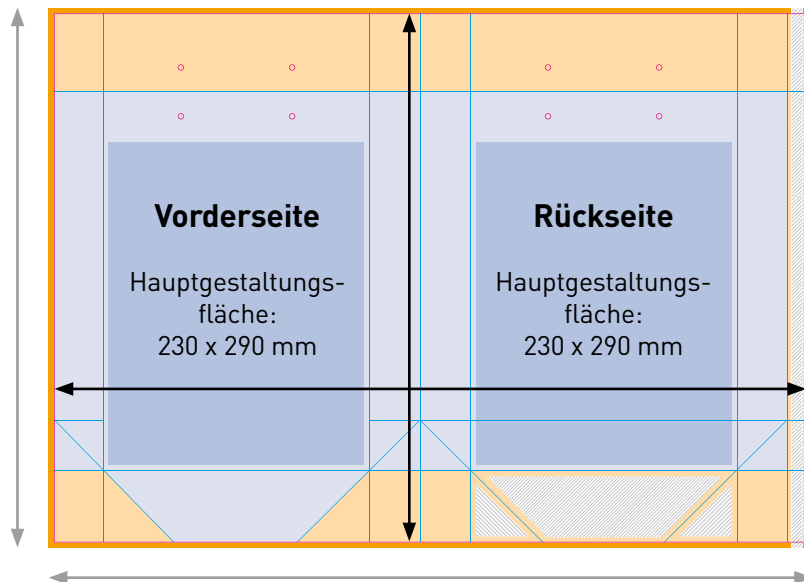 Vorderseite
Hauptgestaltungs-
fläche:
230 x 290 mm
Rückseite
Hauptgestaltungs-
fläche:
230 x 290 mm